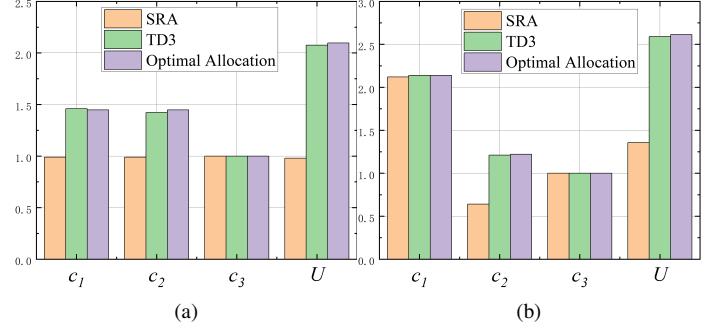 2.5
2.0
1.5
1.0
0.5
0.0
SRA
TD3
Optimal Allocation
c1 c2 c3 U
(a)
3.0
2.5
2.0
1.5
1.0
0.5
0.0
SRA
TD3
Optimal Allocation
c1 c2 c3 U
(b)